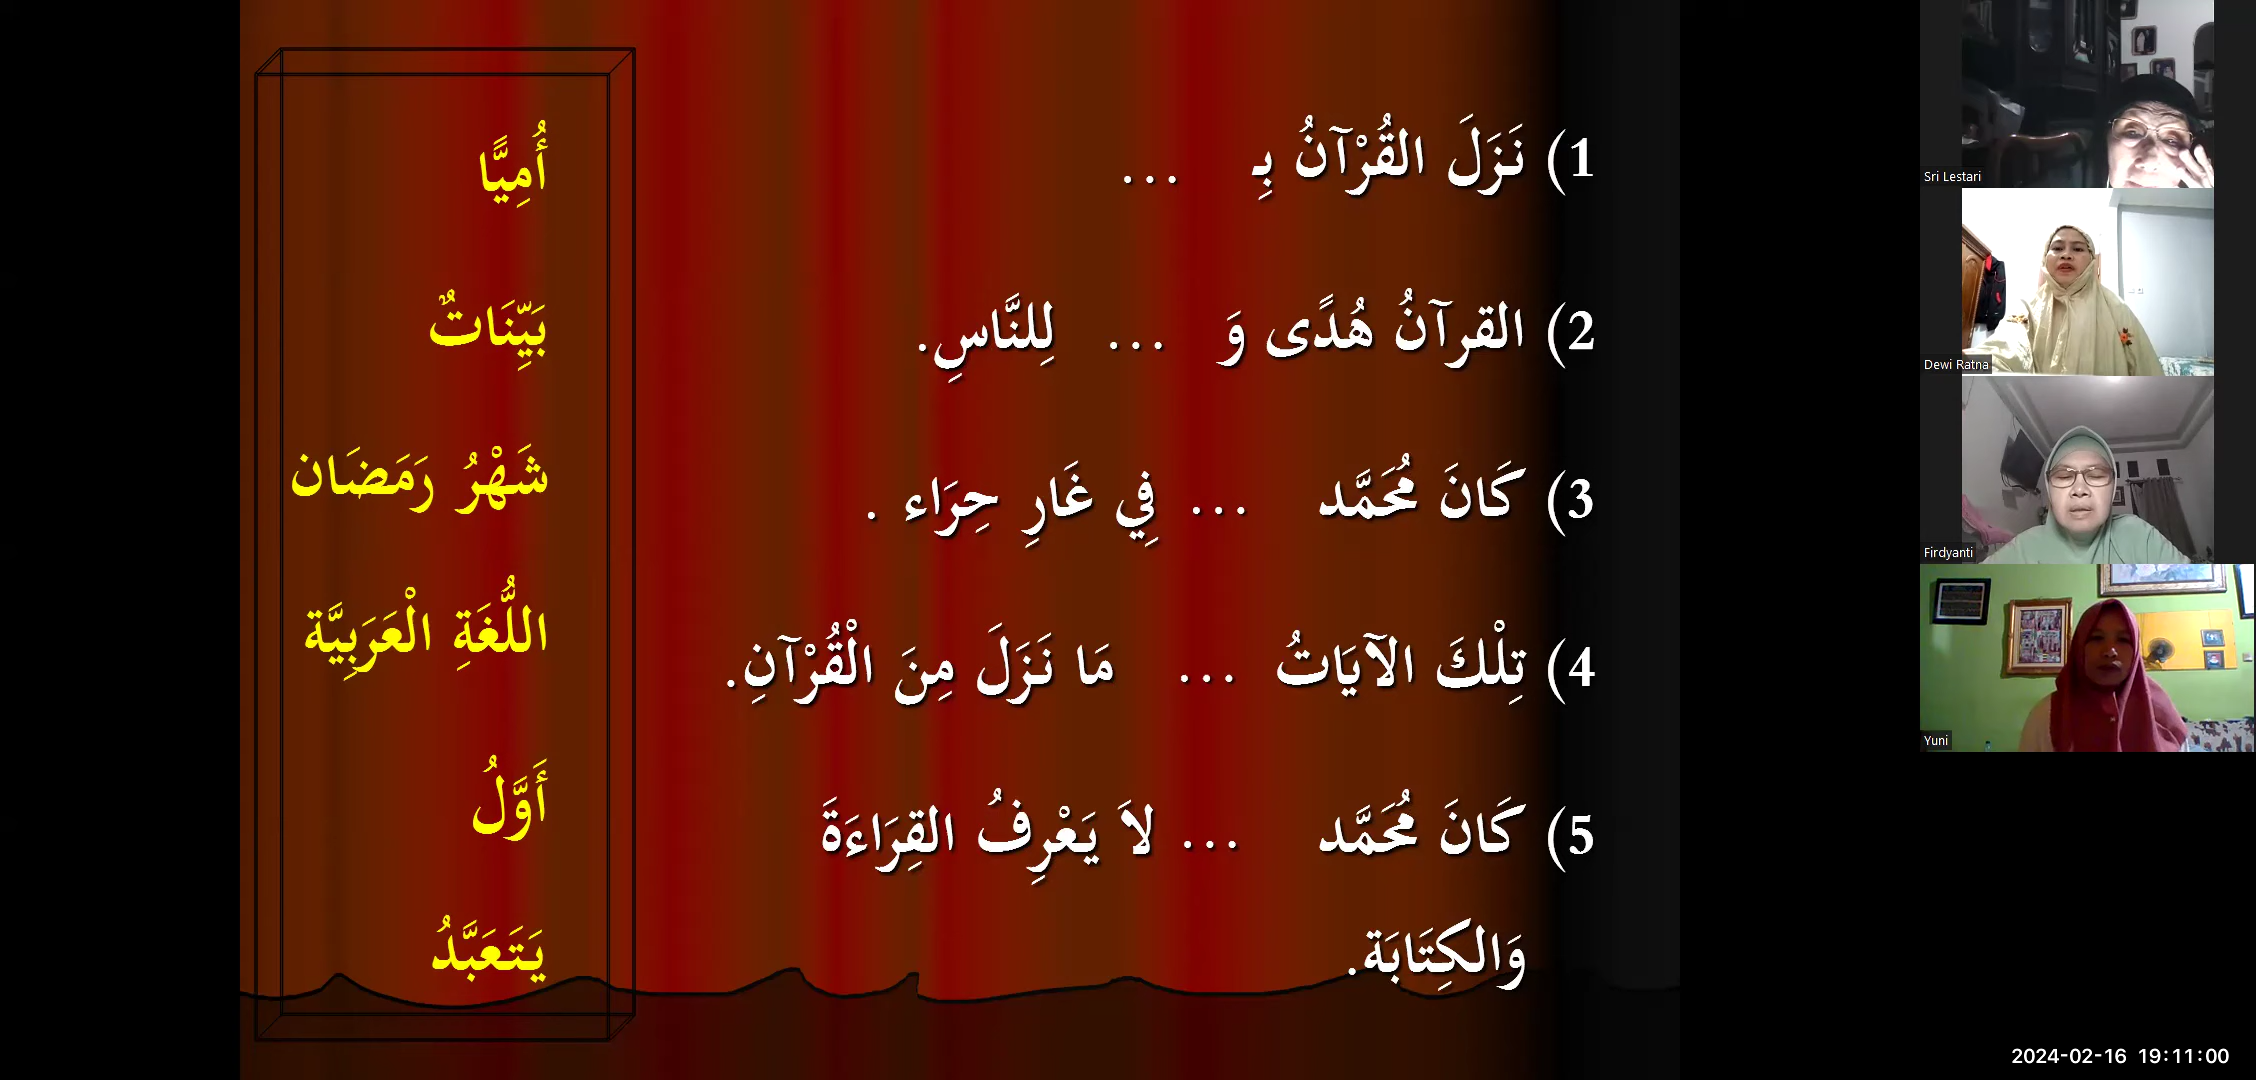 1) نَزَلَ القُرْآنُ بِـ ...
2) القرآنُ هُدًى وَ ... لِلنَّاسِ.
3) كَانَ مُحَمَّد ... فِي غَارِ حِرَاء .
4) تِلْكَ الآيَاتُ ... مَا نَزَلَ مِنَ الْقُرْآنِ.
5) كَانَ مُحَمَّد ... لاَ يَعْرِفُ القِرَاءَةَ
وَالكِتَابَة.
أُمِيًّا
بَيِّنَاتٌ
شَهْرُ رَمَضَان
اللُّغَةِ الْعَرَبِيَّة
أَوَّلُ
يَتَعَبَّدُ
Sri Lestari
Dewi Ratna
Firdyanti
Yuni
2024-02-16 19:11:00